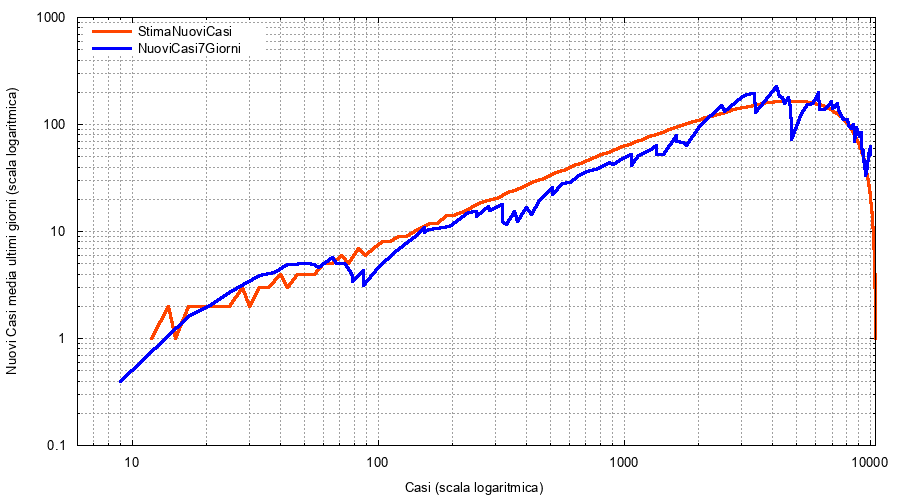 1000
StimaNuoviCasi
NuoviCasi7Giorni
100
10
1
0.1
Nuovi Casi media ultimi giorni (scala logaritmica)
10
100
1000
10000
Casi (scala logaritmica)